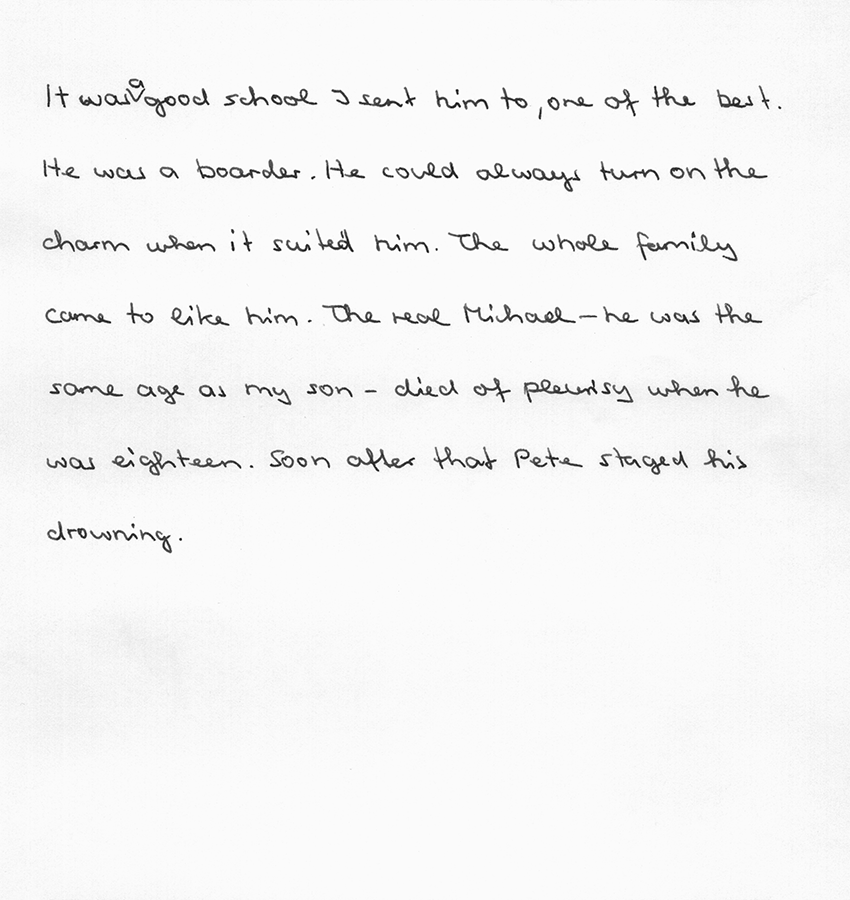 It was a good school I sent him to, one of the best.
He was a boarder. He could always turn on the
charm when it suited him. The whole family
came to like him. The real Michael - he was the
same age as my son - died of pleurisy when he
was eighteen. Soon after that Pete staged his
drowning.